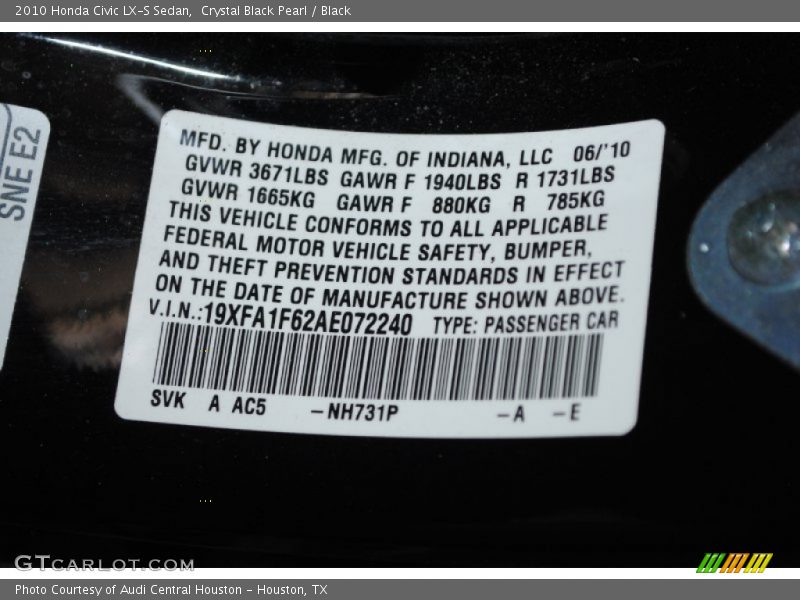 2010 Honda Civic LX-S Sedan,  Crystal Black Pearl / Black
SNE E2
MFD. BY HONDA MFG. OF INDIANA, LLC 06/'10
GVWR 3671LBS GAWR F 1940LBS R 1731LBS
GVWR 1665KG GAWR F 880KG R 785KG
THIS VEHICLE CONFORMS TO ALL APPLICABLE
FEDERAL MOTOR VEHICLE SAFETY, BUMPER,
AND THEFT PREVENTION STANDARDS IN EFFECT
ON THE DATE OF MANUFACTURE SHOWN ABOVE.
V.I.N.:19XFA1F62AE072240 TYPE: PASSENGER CAR
SVK A AC5 –NH731P –A –E
GTCARLOT.COM
Photo Courtesy of Audi Central Houston - Houston, TX